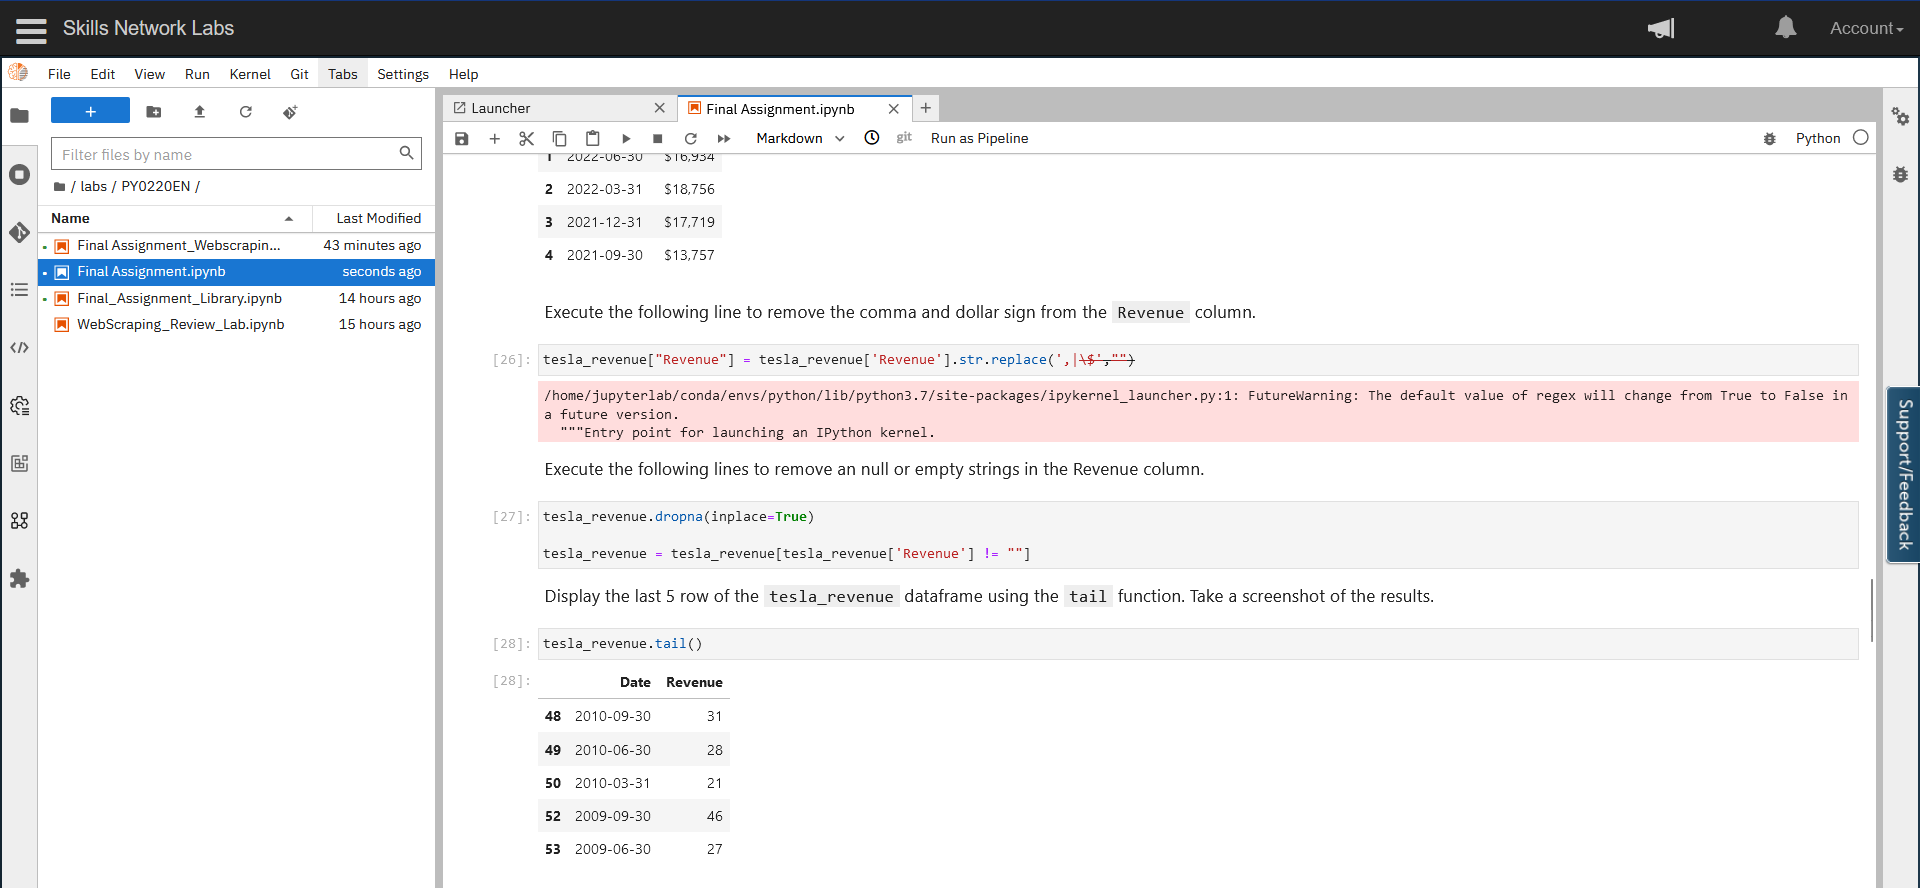 Skills Network Labs
Account
File Edit View Run Kernel Git Tabs Settings Help
+
Launcher
Final Assignment.ipynb
+
Filter files by name
Markdown
git
Run as Pipeline
Python
/ labs / PY0220EN /
Name Last Modified
Final Assignment_Webscrapin... 43 minutes ago
Final Assignment.ipynb seconds ago
Final_Assignment_Library.ipynb 14 hours ago
WebScraping_Review_Lab.ipynb 15 hours ago
1 2022-06-30 $16,934
2 2022-03-31 $18,756
3 2021-12-31 $17,719
4 2021-09-30 $13,757
Execute the following line to remove the comma and dollar sign from the Revenue column.
[26]: tesla_revenue["Revenue"] = tesla_revenue['Revenue'].str.replace(',|\$',"")
/home/jupyterlab/conda/envs/python/lib/python3.7/site-packages/ipykernel_launcher.py:1: FutureWarning: The default value of regex will change from True to False in
a future version.
"""Entry point for launching an IPython kernel.
Execute the following lines to remove an null or empty strings in the Revenue column.
[27]: tesla_revenue.dropna(inplace=True)
tesla_revenue = tesla_revenue[tesla_revenue['Revenue'] != ""]
Display the last 5 row of the tesla_revenue dataframe using the tail function. Take a screenshot of the results.
[28]: tesla_revenue.tail()
[28]: Date Revenue
48 2010-09-30 31
49 2010-06-30 28
50 2010-03-31 21
52 2009-09-30 46
53 2009-06-30 27
Support/Feedback